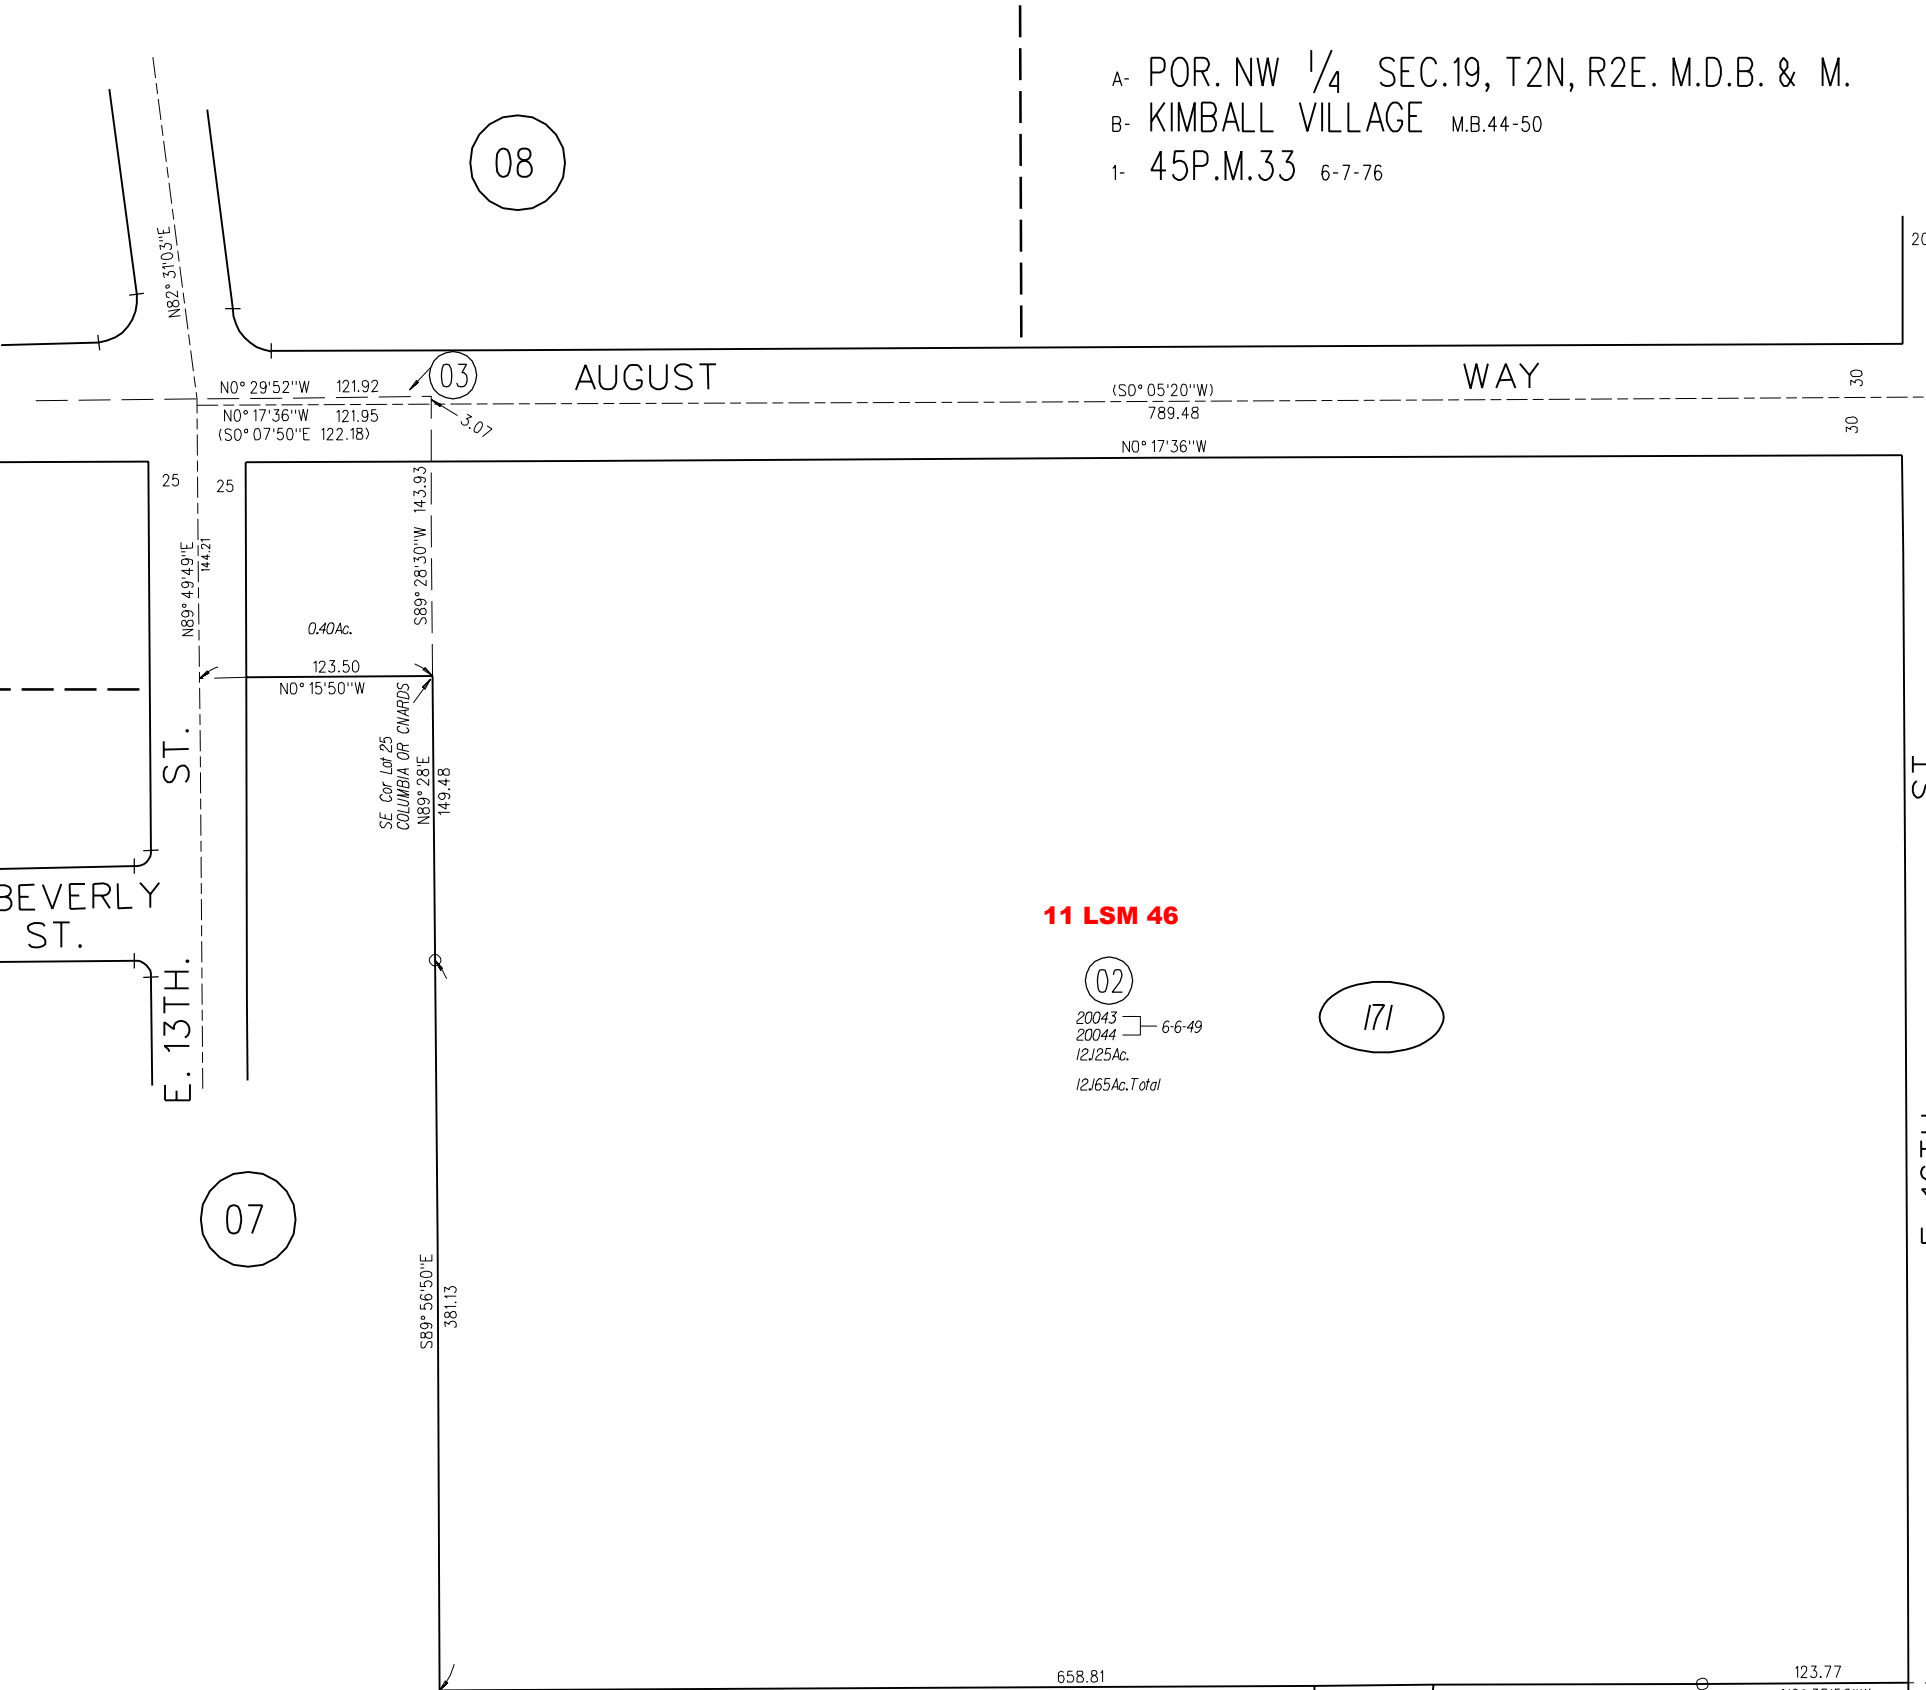 A- POR. NW 1/4 SEC.19, T2N, R2E. M.D.B. & M.
B- KIMBALL VILLAGE M.B.44-50
1- 45P.M.33 6-7-76
08
20
N82° 31'03"E
03
AUGUST WAY
N0° 29'52"W 121.92
N0° 17'36"W 121.95
(S0° 07'50"E 122.18)
3.07
(S0° 05'20"W)
789.48
N0° 17'36"W
30
30
25
25
S89° 28'30"W 143.93
N89° 49'49"E
144.21
0.40Ac.
123.50
N0° 15'50"W
SE Cor Lot 25
COLUMBIA OR CNARDS
N89° 28'E
149.48
ST.
E. 13TH.
BEVERLY
ST.
ST
11 LSM 46
02
20043
20044
6-6-49
12.125Ac.
12.165Ac.Total
171
07
S89° 56'50"E
381.13
658.81
123.77